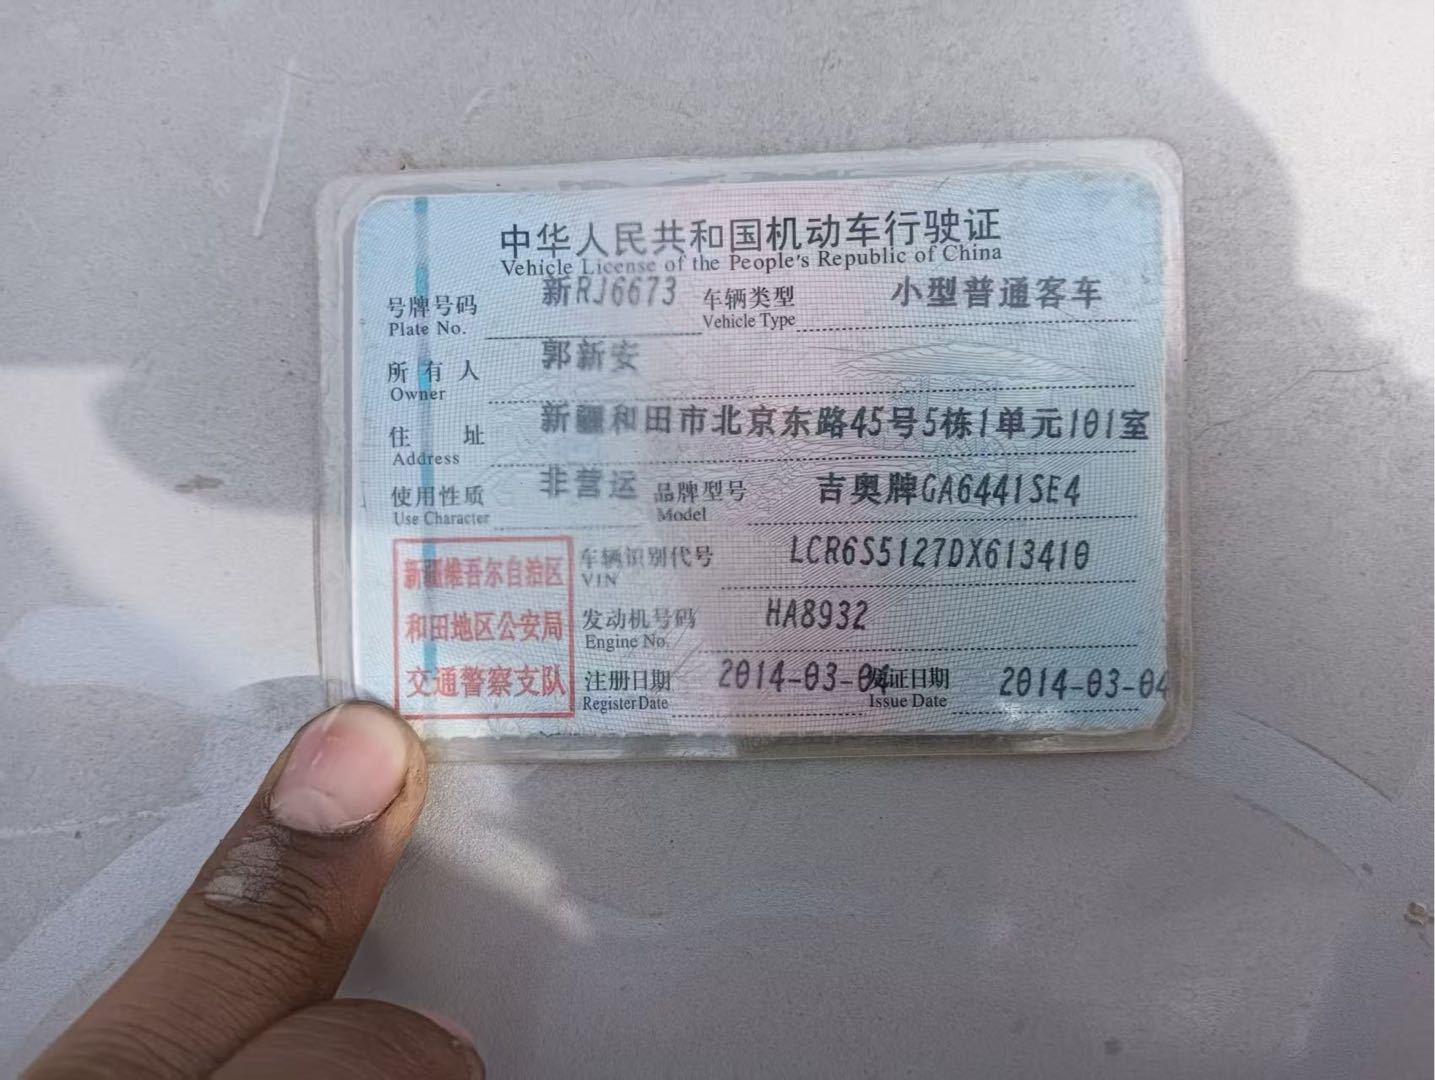 中华人民共和国机动车行驶证
Vehicle License of the People's Republic of China
号牌号码 新RJ6673 车辆类型 小型普通客车
Plate No. Vehicle Type
所有人 郭新安
Owner
住址 新疆和田市北京东路45号5栋1单元101室
Address
使用性质 非营运 品牌型号 吉奥牌GA6441SE4
Use Character Model
车辆识别代号 LCR6S5127DX613410
VIN
发动机号码 HA8932
Engine No.
注册日期 2014-03-04 发证日期 2014-03-04
Register Date Issue Date
新疆维吾尔自治区
和田地区公安局
交通警察支队